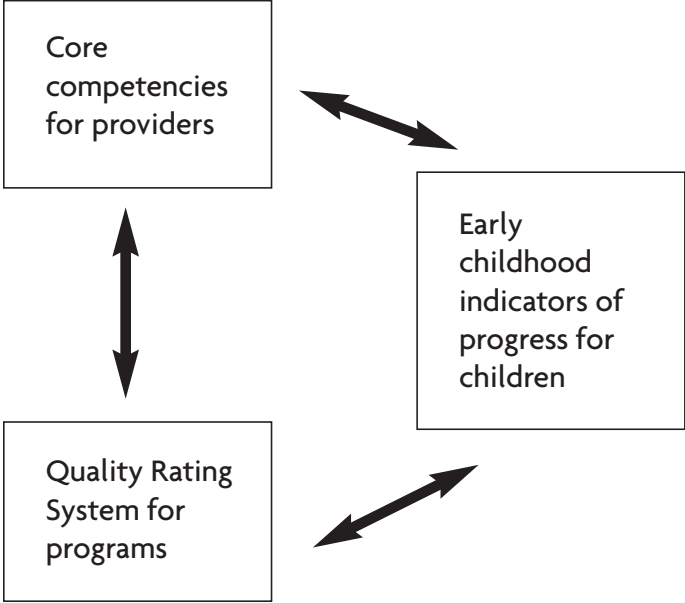 Core
competencies
for providers
Early
childhood
indicators of
progress for
children
Quality Rating
System for
programs